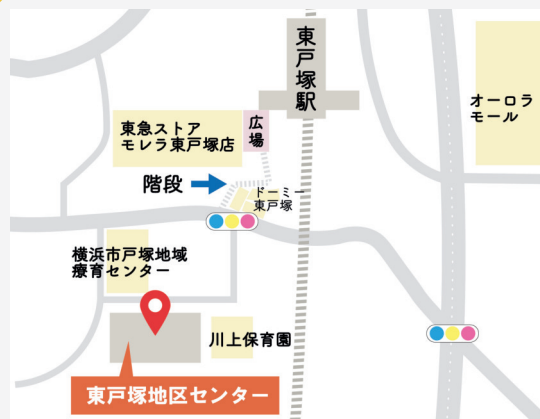 東戸塚駅
オーロラ
モール
東急ストア
モレラ東戸塚店
広場
階段
ドーミー
東戸塚
横浜市戸塚地域
療育センター
川上保育園
東戸塚地区センター